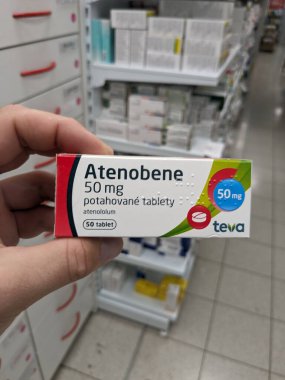 Atenobene
50 mg
potahované tablety
atenololum
50 tablet
50 mg
teva